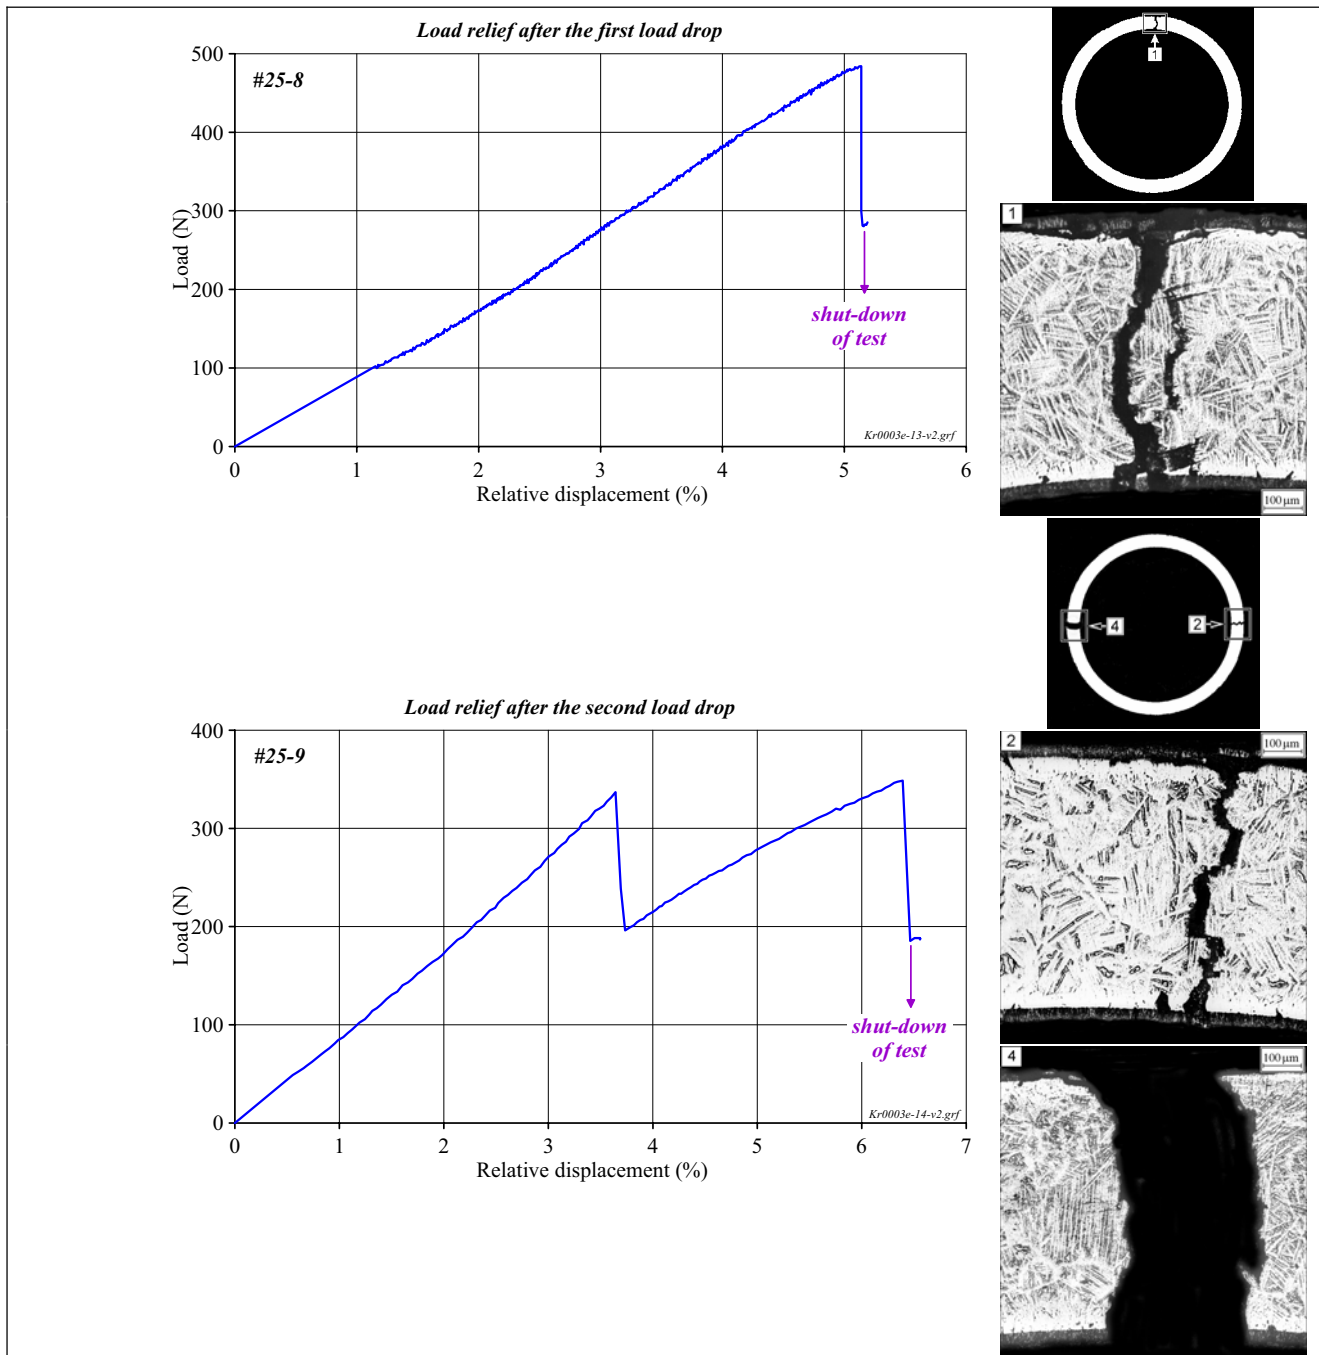 Load relief after the first load drop
#25-8
500
400
300
200
100
0
Load (N)
0 1 2 3 4 5 6
Relative displacement (%)
shut-down
of test
Kr0003e-13-v2.grf
1
1
100 µm
4 2
Load relief after the second load drop
#25-9
400
300
200
100
0
Load (N)
0 1 2 3 4 5 6 7
Relative displacement (%)
shut-down
of test
Kr0003e-14-v2.grf
2
100 µm
4
100 µm